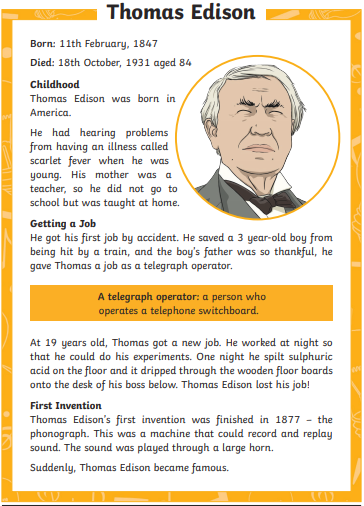 Thomas Edison
Born: 11th February, 1847
Died: 18th October, 1931 aged 84
Childhood
Thomas Edison was born in
America.
He had hearing problems
from having an illness called
scarlet fever when he was
young. His mother was a
teacher, so he did not go to
school but was taught at home.
Getting a Job
He got his first job by accident. He saved a 3 year-old boy from
being hit by a train, and the boy's father was so thankful, he
gave Thomas a job as a telegraph operator.
A telegraph operator: a person who
operates a telephone switchboard.
At 19 years old, Thomas got a new job. He worked at night so
that he could do his experiments. One night he spilt sulphuric
acid on the floor and it dripped through the wooden floor boards
onto the desk of his boss below. Thomas Edison lost his job!
First Invention
Thomas Edison's first invention was finished in 1877 – the
phonograph. This was a machine that could record and replay
sound. The sound was played through a large horn.
Suddenly, Thomas Edison became famous.